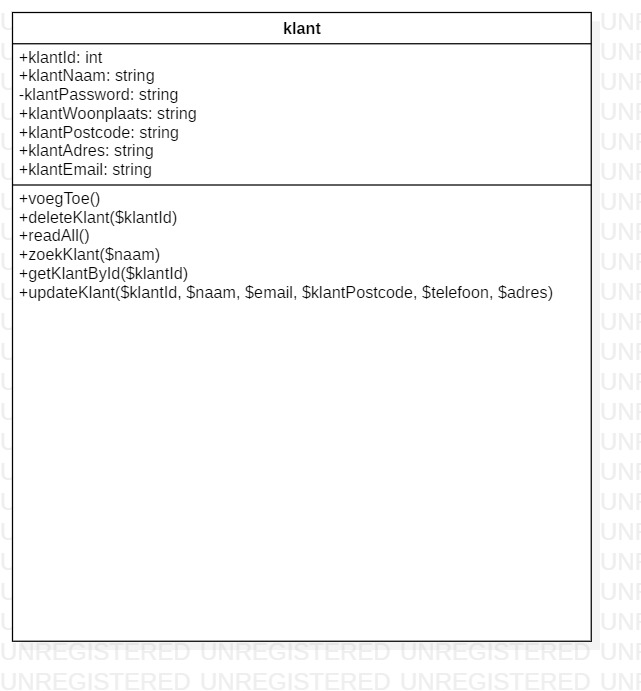 klant
+klantId: int
+klantNaam: string
-klantPassword: string
+klantWoonplaats: string
+klantPostcode: string
+klantAdres: string
+klantEmail: string
+voegToe()
+deleteKlant($klantId)
+readAll()
+zoekKlant($naam)
+getKlantById($klantId)
+updateKlant($klantId, $naam, $email, $klantPostcode, $telefoon, $adres)
UNREGISTERED UNREGISTERED UNREGISTERED UNR
UNREGISTERED UNREGISTERED UNREGISTERED UNR